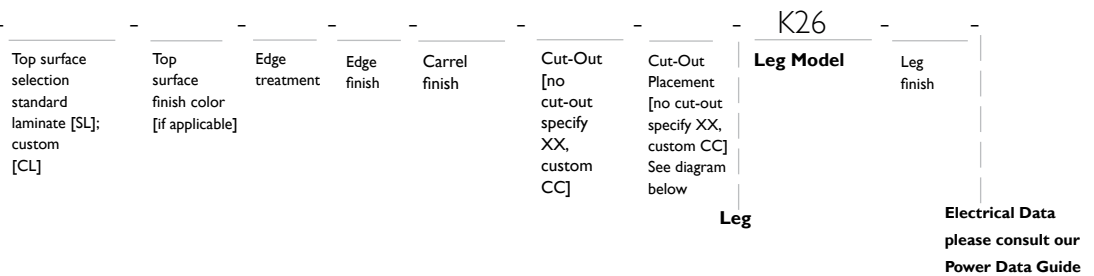 - - - - - - - - K26 - -
Top surface
selection
standard
laminate [SL];
custom
[CL]
Top
surface
finish color
[if applicable]
Edge
treatment
Edge
finish
Carrel
finish
Cut-Out
[no
cut-out
specify
XX,
custom
CC]
Cut-Out
Placement
[no cut-out
specify XX,
custom CC]
See diagram
below
Leg Model
Leg
finish
Leg
Electrical Data
please consult our
Power Data Guide